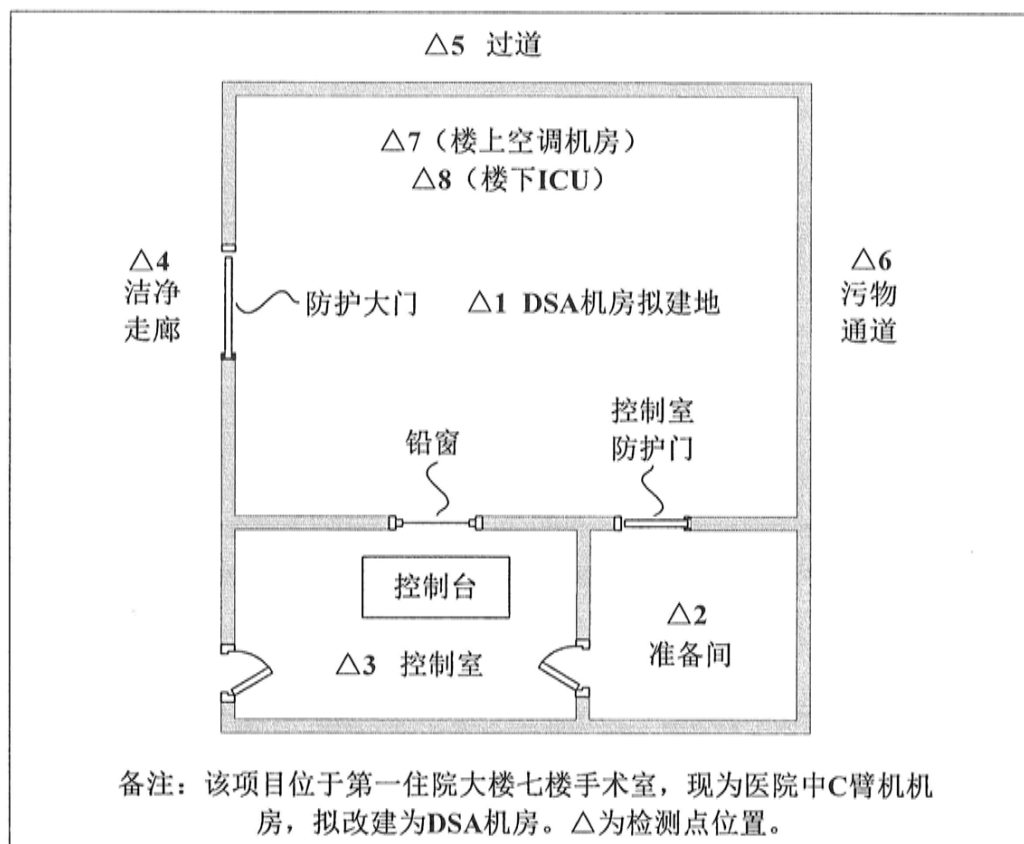 △5 过道
△7（楼上空调机房）
△8（楼下ICU）
△4
洁净
走廊
防护大门
△1 DSA机房拟建地
△6
污物
通道
铅窗
控制室
防护门
控制台
△3 控制室
△2
准备间
备注：该项目位于第一住院大楼七楼手术室，现为医院中C臂机机
房，拟改建为DSA机房。△为检测点位置。